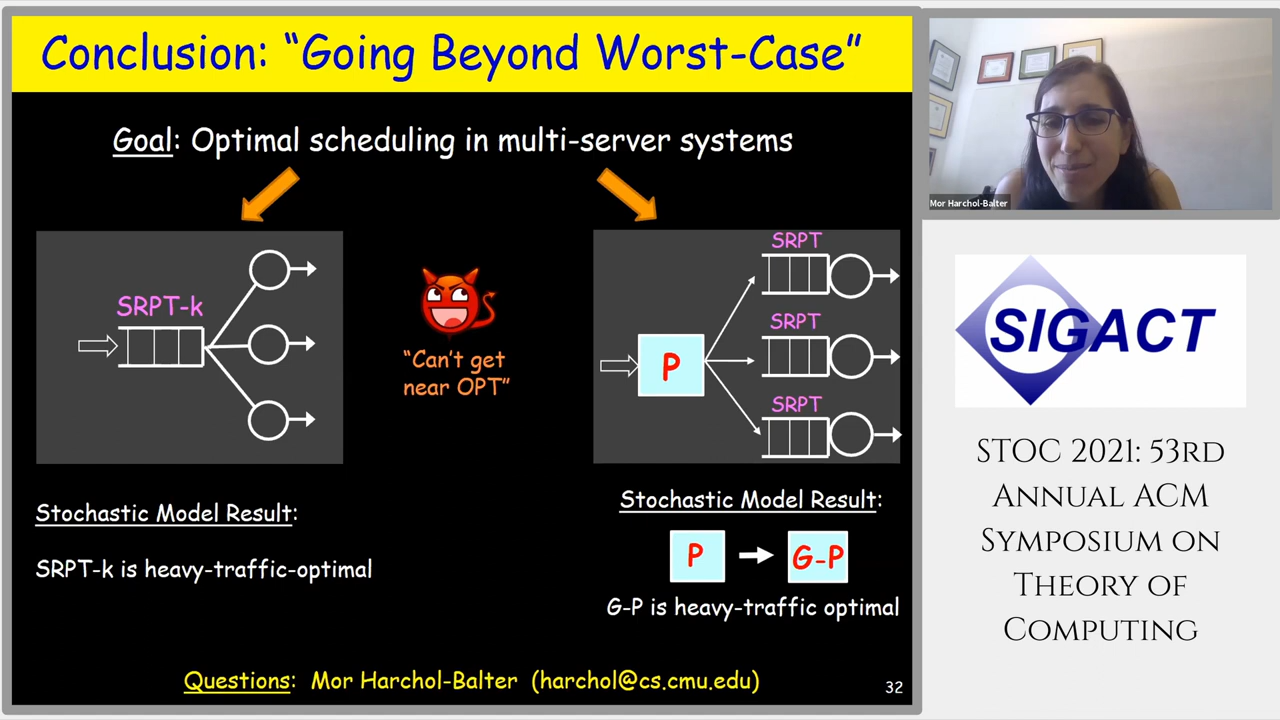 Conclusion: “Going Beyond Worst-Case”
Goal: Optimal scheduling in multi-server systems
SRPT-k
“Can’t get
near OPT”
SRPT
SRPT
SRPT
P
Stochastic Model Result:
SRPT-k is heavy-traffic-optimal
Stochastic Model Result:
P
G-P
G-P is heavy-traffic optimal
Questions: Mor Harchol-Balter (harchol@cs.cmu.edu)
32
Mor Harchol-Balter
SIGACT
STOC 2021: 53rd
Annual ACM
Symposium on
Theory of
Computing